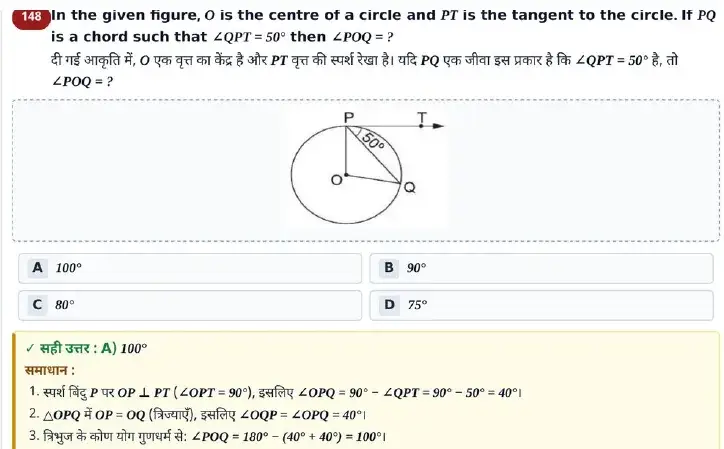 148 In the given figure, O is the centre of a circle and PT is the tangent to the circle. If PQ
is a chord such that ∠QPT = 50° then ∠POQ = ?
दी गई आकृति में, O एक वृत्त का केंद्र है और PT वृत्त की स्पर्श रेखा है। यदि PQ एक जीवा इस प्रकार है कि ∠QPT = 50° है, तो
∠POQ = ?
P T
50°
O
Q
A 100°
B 90°
C 80°
D 75°
✓ सही उत्तर : A) 100°
समाधान :
1. स्पर्श बिंदु P पर OP ⊥ PT (∠OPT = 90°), इसलिए ∠OPQ = 90° − ∠QPT = 90° − 50° = 40°।
2. △OPQ में OP = OQ (त्रिज्याएँ), इसलिए ∠OQP = ∠OPQ = 40°।
3. त्रिभुज के कोण योग गुणधर्म से: ∠POQ = 180° − (40° + 40°) = 100°।